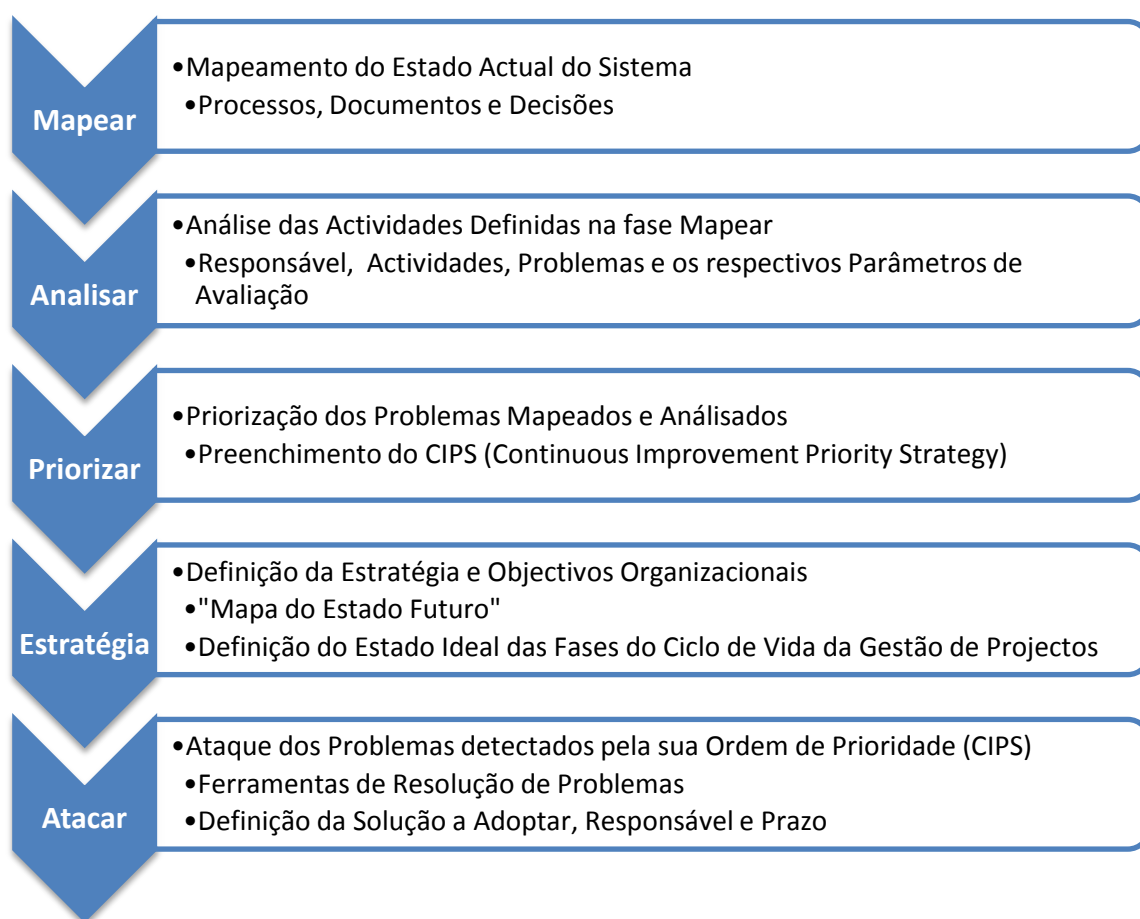 Mapear
•Mapeamento do Estado Actual do Sistema
•Processos, Documentos e Decisões
Analisar
•Análise das Actividades Definidas na fase Mapear
•Responsável, Actividades, Problemas e os respectivos Parâmetros de
Avaliação
Priorizar
•Priorização dos Problemas Mapeados e Análisados
•Preenchimento do CIPS (Continuous Improvement Priority Strategy)
Estratégia
•Definição da Estratégia e Objectivos Organizacionais
•"Mapa do Estado Futuro"
•Definição do Estado Ideal das Fases do Ciclo de Vida da Gestão de Projectos
Atacar
•Ataque dos Problemas detectados pela sua Ordem de Prioridade (CIPS)
•Ferramentas de Resolução de Problemas
•Definição da Solução a Adoptar, Responsável e Prazo